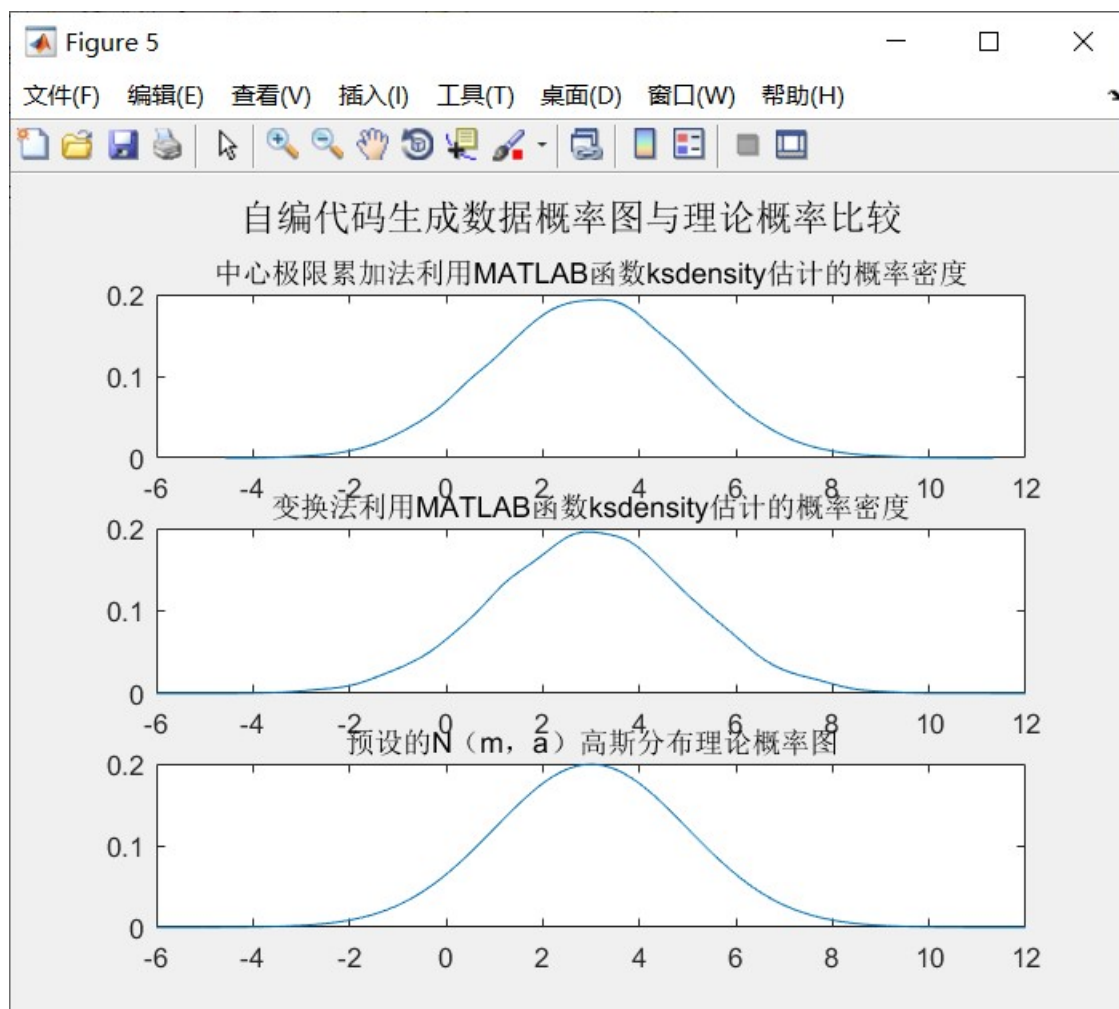 Figure 5
文件(F) 编辑(E) 查看(V) 插入(I) 工具(T) 桌面(D) 窗口(W) 帮助(H)
自编代码生成数据概率图与理论概率比较
中心极限累加法利用MATLAB函数ksdensity估计的概率密度
0.2
0.1
0
-6 -4 -2 0 2 4 6 8 10 12
变换法利用MATLAB函数ksdensity估计的概率密度
0.2
0.1
0
-6 -4 -2 0 2 4 6 8 10 12
预设的N（m，a）高斯分布理论概率图
0.2
0.1
0
-6 -4 -2 0 2 4 6 8 10 12